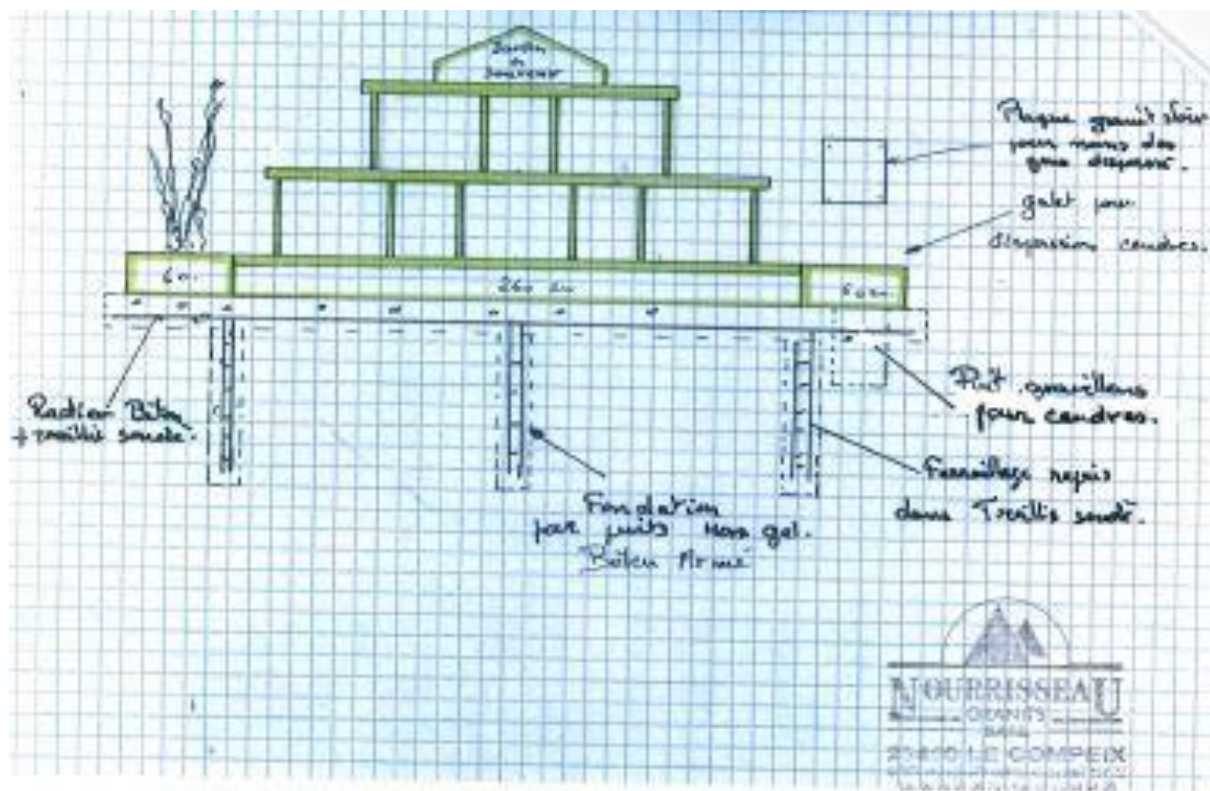 Jardin
du
Souvenir
Plaque granit Noir
pour noms des
galet pour
dispersion cendres.
260 cm
60 cm
Radier Béton
+ treillis soudé.
Puit gravillons
pour cendres.
Ferraillage repris
dans Treillis soudé.
Fondation
par puits Hors gel.
Béton Armé
NOURRISSEAU
GRANITS
LE COMPEIX